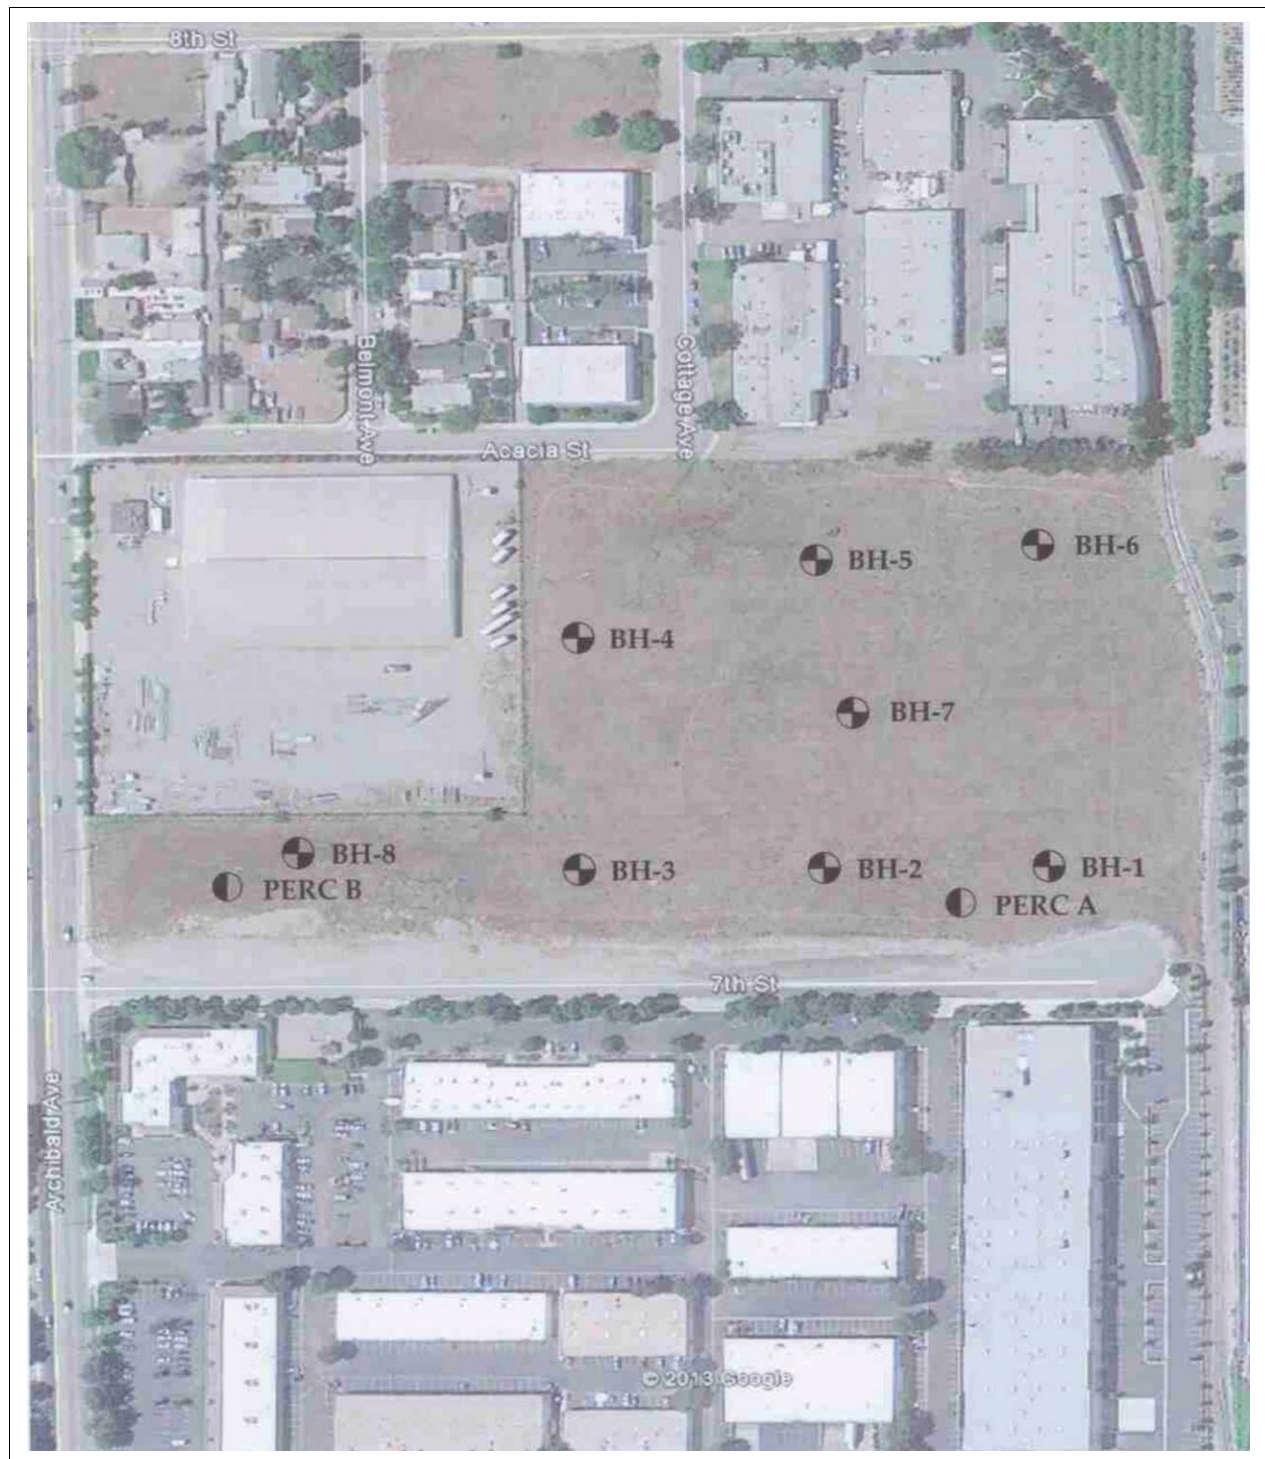 8th St
Belmont Ave
Cottage Ave
Acacia St
BH-6
BH-5
BH-4
BH-7
BH-8
BH-3
BH-2
BH-1
PERC B
PERC A
7th St
Archibald Ave
© 2013 Google